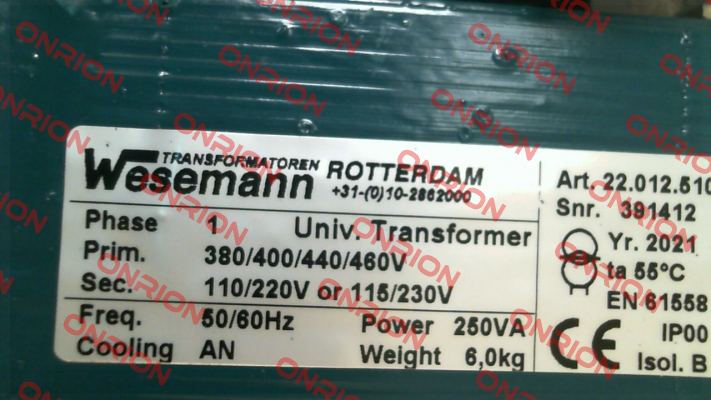 TRANSFORMATOREN
Wesemann ROTTERDAM
+31-(0)10-2862000
Phase 1 Univ. Transformer
Prim. 380/400/440/460V
Sec. 110/220V or 115/230V
Freq. 50/60Hz Power 250VA
Cooling AN Weight 6,0kg
Art. 22.012.510
Snr. 391412
Yr. 2021
ta 55°C
EN 61558
CE IP00
Isol. B
ONRION